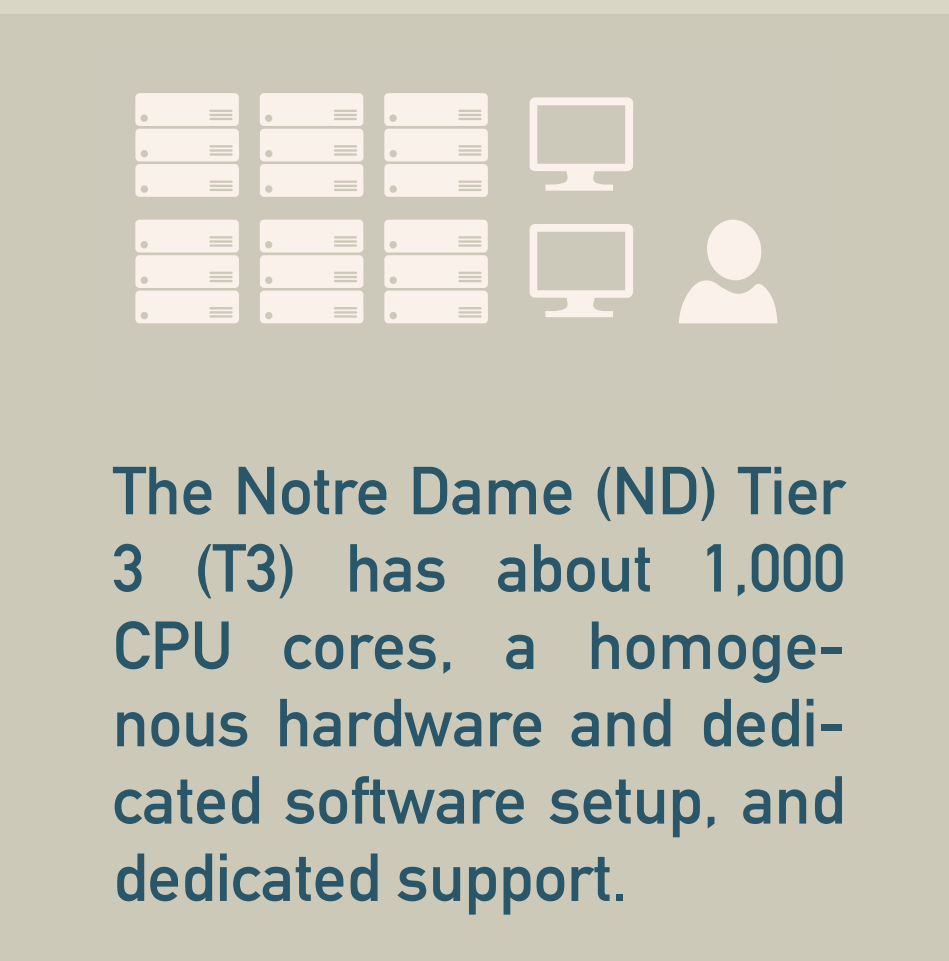 The Notre Dame (ND) Tier
3 (T3) has about 1,000
CPU cores, a homoge-
nous hardware and dedi-
cated software setup, and
dedicated support.